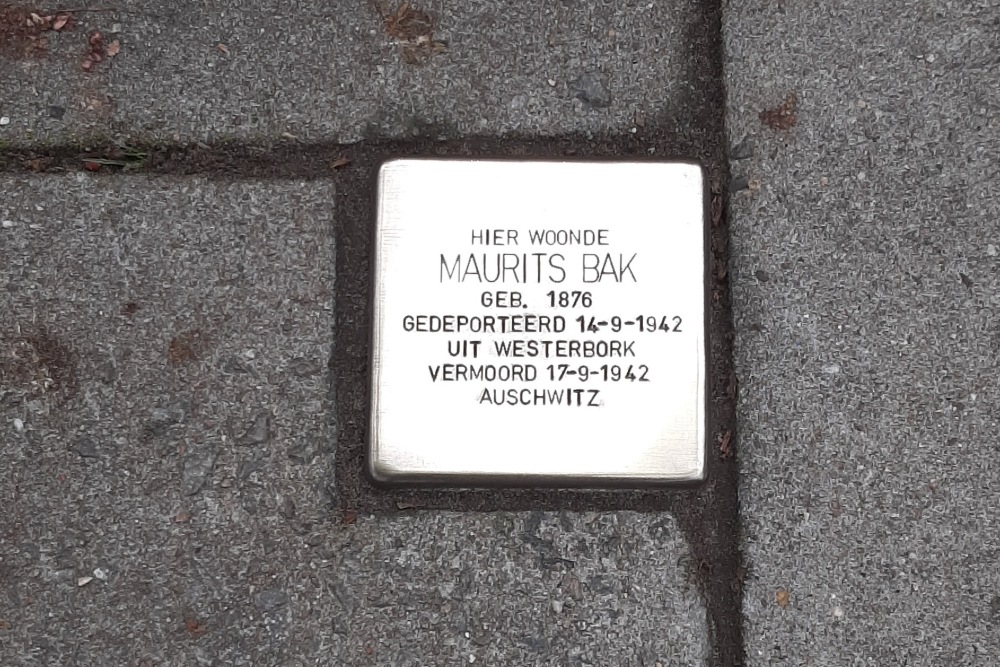 HIER WOONDE
MAURITS BAK
GEB. 1876
GEDEPORTEERD 14-9-1942
UIT WESTERBORK
VERMOORD 17-9-1942
AUSCHWITZ